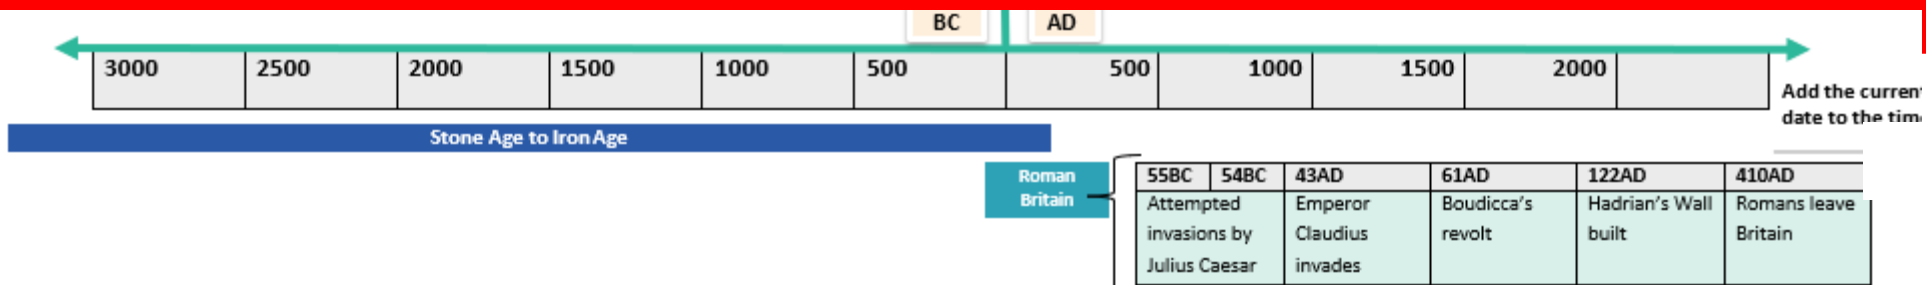 BC AD
3000 2500 2000 1500 1000 500 500 1000 1500 2000
Add the current
date to the time
Stone Age to Iron Age
Roman
Britain
55BC 54BC 43AD 61AD 122AD 410AD
Attempted Emperor Boudicca's Hadrian's Wall Romans leave
invasions by Claudius revolt built Britain
Julius Caesar invades